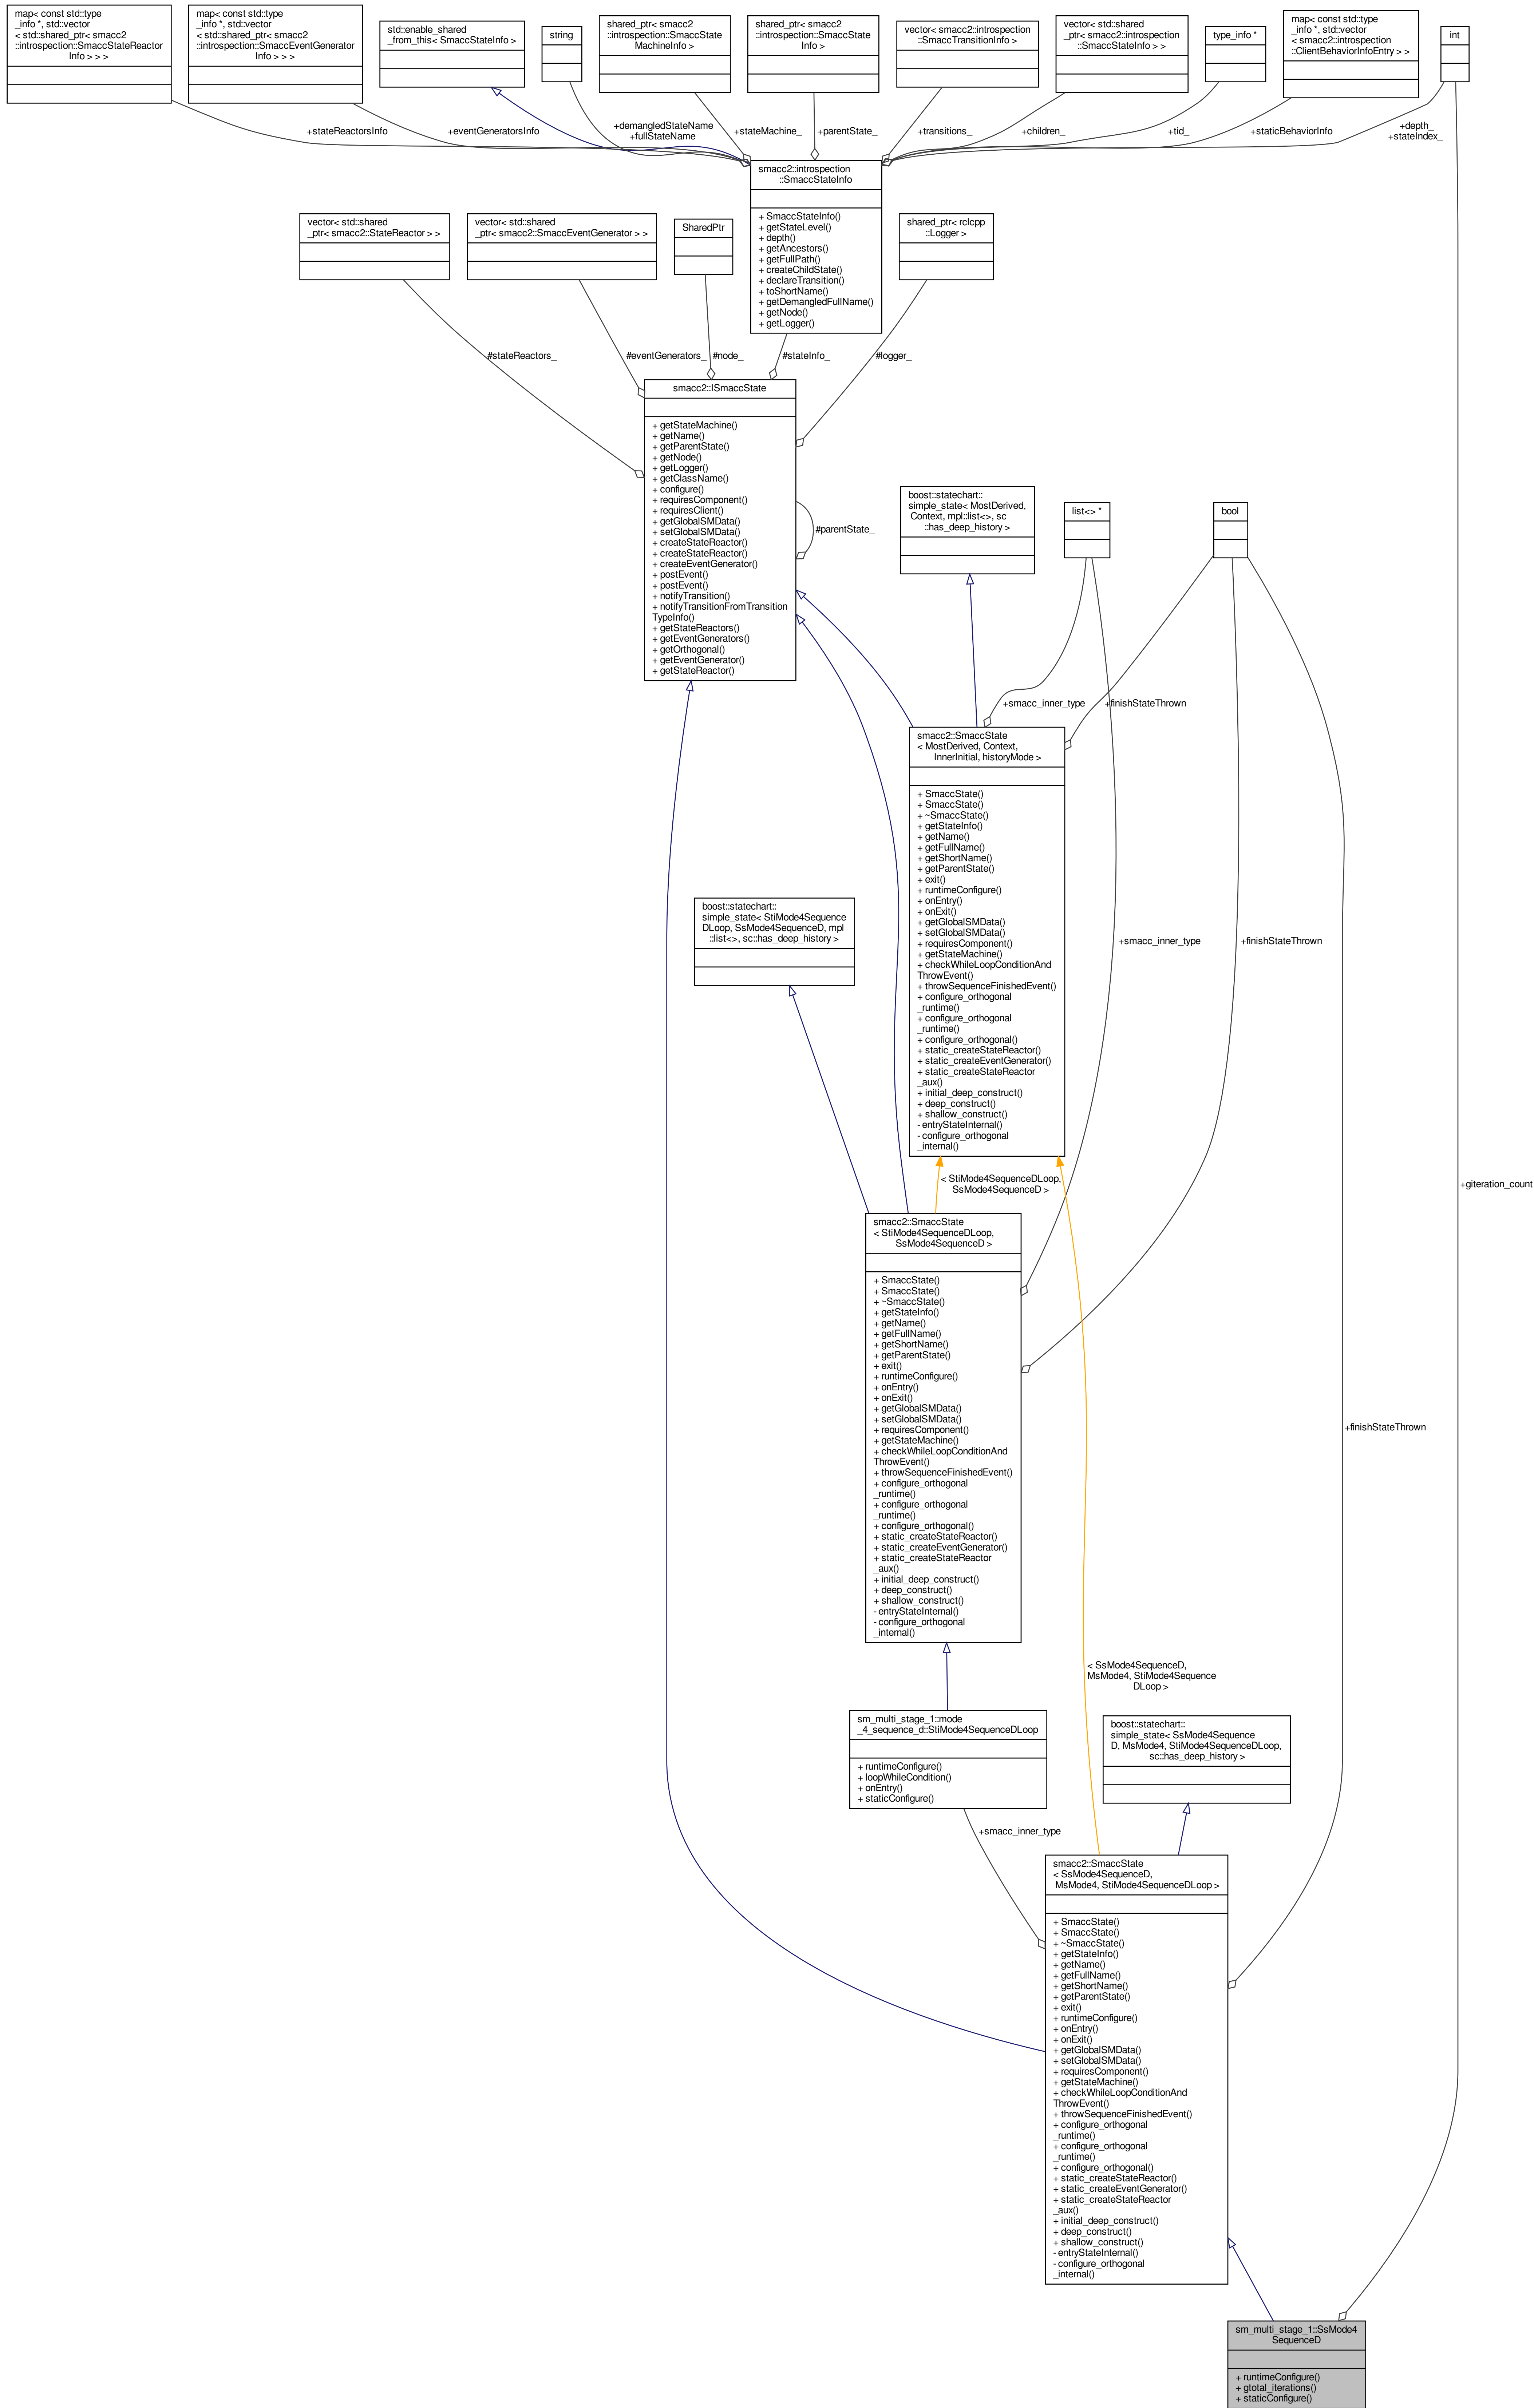 map< const std::type
_info *, std::vector
< std::shared_ptr< smacc2
::introspection::SmaccStateReactor
Info > > >
map< const std::type
_info *, std::vector
< std::shared_ptr< smacc2
::introspection::SmaccEventGenerator
Info > > >
std::enable_shared
_from_this< SmaccStateInfo >
string
shared_ptr< smacc2
::introspection::SmaccState
MachineInfo >
shared_ptr< smacc2
::introspection::SmaccState
Info >
vector< smacc2::introspection
::SmaccTransitionInfo >
vector< std::shared
_ptr< smacc2::introspection
::SmaccStateInfo > >
type_info *
map< const std::type
_info *, std::vector
< smacc2::introspection
::ClientBehaviorInfoEntry > >
int
+stateReactorsInfo
+eventGeneratorsInfo
+demangledStateName
+fullStateName
+stateMachine_
+parentState_
+transitions_
+children_
+tid_
+staticBehaviorInfo
+depth_
+stateIndex_
smacc2::introspection
::SmaccStateInfo
+ SmaccStateInfo()
+ getStateLevel()
+ depth()
+ getAncestors()
+ getFullPath()
+ createChildState()
+ declareTransition()
+ toShortName()
+ getDemangledFullName()
+ getNode()
+ getLogger()
vector< std::shared
_ptr< smacc2::StateReactor > >
vector< std::shared
_ptr< smacc2::SmaccEventGenerator > >
SharedPtr
shared_ptr< rclcpp
::Logger >
#stateReactors_
#eventGenerators_
#node_
#stateInfo_
#logger_
smacc2::ISmaccState
+ getStateMachine()
+ getName()
+ getParentState()
+ getNode()
+ getLogger()
+ getClassName()
+ configure()
+ requiresComponent()
+ requiresClient()
+ getGlobalSMData()
+ setGlobalSMData()
+ createStateReactor()
+ createStateReactor()
+ createEventGenerator()
+ postEvent()
+ postEvent()
+ notifyTransition()
+ notifyTransitionFromTransition
TypeInfo()
+ getStateReactors()
+ getEventGenerators()
+ getOrthogonal()
+ getEventGenerator()
+ getStateReactor()
#parentState_
boost::statechart::
simple_state< MostDerived,
Context, mpl::list<>, sc
::has_deep_history >
list<> *
bool
+smacc_inner_type
+finishStateThrown
smacc2::SmaccState
< MostDerived, Context,
InnerInitial, historyMode >
+ SmaccState()
+ SmaccState()
+ ~SmaccState()
+ getStateInfo()
+ getName()
+ getFullName()
+ getShortName()
+ getParentState()
+ exit()
+ runtimeConfigure()
+ onEntry()
+ onExit()
+ getGlobalSMData()
+ setGlobalSMData()
+ requiresComponent()
+ getStateMachine()
+ checkWhileLoopConditionAnd
ThrowEvent()
+ throwSequenceFinishedEvent()
+ configure_orthogonal
_runtime()
+ configure_orthogonal
_runtime()
+ configure_orthogonal()
+ static_createStateReactor()
+ static_createEventGenerator()
+ static_createStateReactor
_aux()
+ initial_deep_construct()
+ deep_construct()
+ shallow_construct()
- entryStateInternal()
- configure_orthogonal
_internal()
boost::statechart::
simple_state< StiMode4Sequence
DLoop, SsMode4SequenceD, mpl
::list<>, sc::has_deep_history >
+smacc_inner_type
+finishStateThrown
< StiMode4SequenceDLoop,
SsMode4SequenceD >
+giteration_count
smacc2::SmaccState
< StiMode4SequenceDLoop,
SsMode4SequenceD >
+ SmaccState()
+ SmaccState()
+ ~SmaccState()
+ getStateInfo()
+ getName()
+ getFullName()
+ getShortName()
+ getParentState()
+ exit()
+ runtimeConfigure()
+ onEntry()
+ onExit()
+ getGlobalSMData()
+ setGlobalSMData()
+ requiresComponent()
+ getStateMachine()
+ checkWhileLoopConditionAnd
ThrowEvent()
+ throwSequenceFinishedEvent()
+ configure_orthogonal
_runtime()
+ configure_orthogonal
_runtime()
+ configure_orthogonal()
+ static_createStateReactor()
+ static_createEventGenerator()
+ static_createStateReactor
_aux()
+ initial_deep_construct()
+ deep_construct()
+ shallow_construct()
- entryStateInternal()
- configure_orthogonal
_internal()
+finishStateThrown
< SsMode4SequenceD,
MsMode4, StiMode4Sequence
DLoop >
sm_multi_stage_1::mode
_4_sequence_d::StiMode4SequenceDLoop
+ runtimeConfigure()
+ loopWhileCondition()
+ onEntry()
+ staticConfigure()
boost::statechart::
simple_state< SsMode4Sequence
D, MsMode4, StiMode4SequenceDLoop,
sc::has_deep_history >
+smacc_inner_type
smacc2::SmaccState
< SsMode4SequenceD,
MsMode4, StiMode4SequenceDLoop >
+ SmaccState()
+ SmaccState()
+ ~SmaccState()
+ getStateInfo()
+ getName()
+ getFullName()
+ getShortName()
+ getParentState()
+ exit()
+ runtimeConfigure()
+ onEntry()
+ onExit()
+ getGlobalSMData()
+ setGlobalSMData()
+ requiresComponent()
+ getStateMachine()
+ checkWhileLoopConditionAnd
ThrowEvent()
+ throwSequenceFinishedEvent()
+ configure_orthogonal
_runtime()
+ configure_orthogonal
_runtime()
+ configure_orthogonal()
+ static_createStateReactor()
+ static_createEventGenerator()
+ static_createStateReactor
_aux()
+ initial_deep_construct()
+ deep_construct()
+ shallow_construct()
- entryStateInternal()
- configure_orthogonal
_internal()
sm_multi_stage_1::SsMode4
SequenceD
+ runtimeConfigure()
+ gtotal_iterations()
+ staticConfigure()